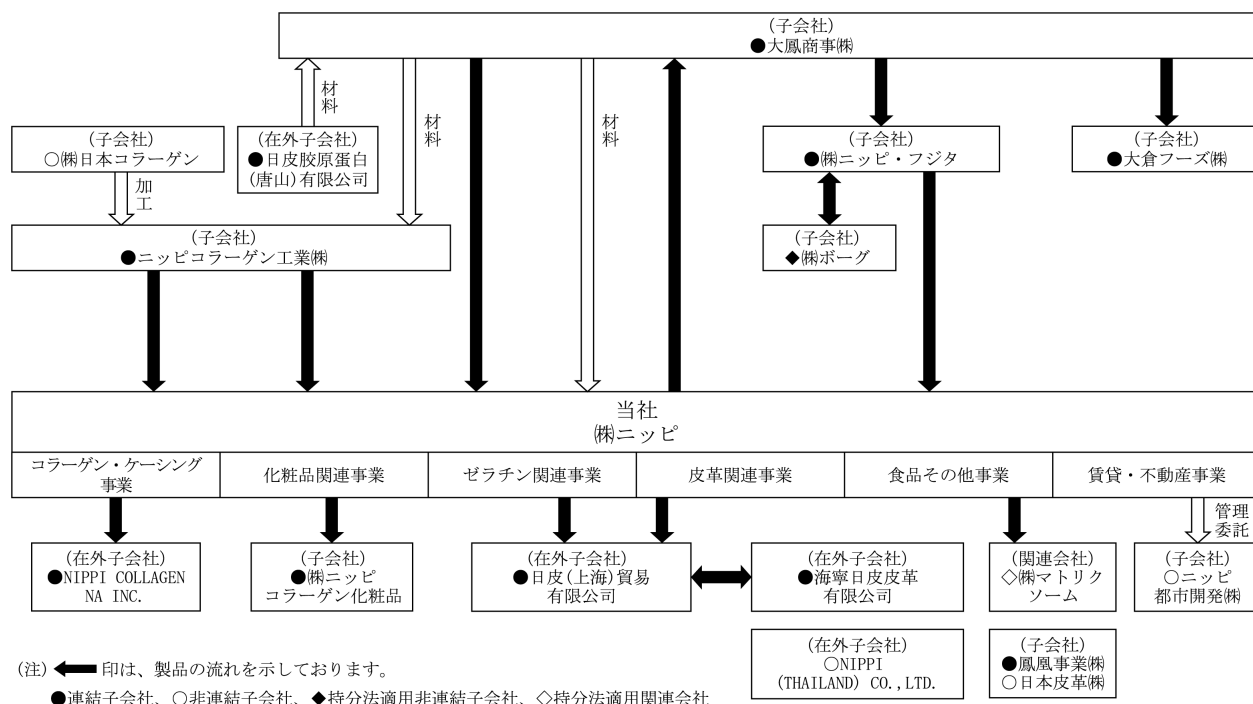 (子会社)
●大鳳商事㈱
材料
材料
材料
(子会社)
○㈱日本コラーゲン
(在外子会社)
●日皮胶原蛋白
(唐山)有限公司
(子会社)
●㈱ニッピ・フジタ
(子会社)
●大倉フーズ㈱
加工
(子会社)
●ニッピコラーゲン工業㈱
(子会社)
◆㈱ボーグ
当社
㈱ニッピ
コラーゲン・ケーシング
事業
化粧品関連事業
ゼラチン関連事業
皮革関連事業
食品その他事業
賃貸・不動産事業
管理
委託
(在外子会社)
●NIPPI COLLAGEN
NA INC.
(子会社)
●㈱ニッピ
コラーゲン化粧品
(在外子会社)
●日皮(上海)貿易
有限公司
(在外子会社)
●海寧日皮皮革
有限公司
(関連会社)
◇㈱マトリク
ソーム
(子会社)
○ニッピ
都市開発㈱
(在外子会社)
○NIPPI
(THAILAND) CO.,LTD.
(子会社)
●鳳凰事業㈱
○日本皮革㈱
(注) 印は、製品の流れを示しております。
●連結子会社、○非連結子会社、◆持分法適用非連結子会社、◇持分法適用関連会社